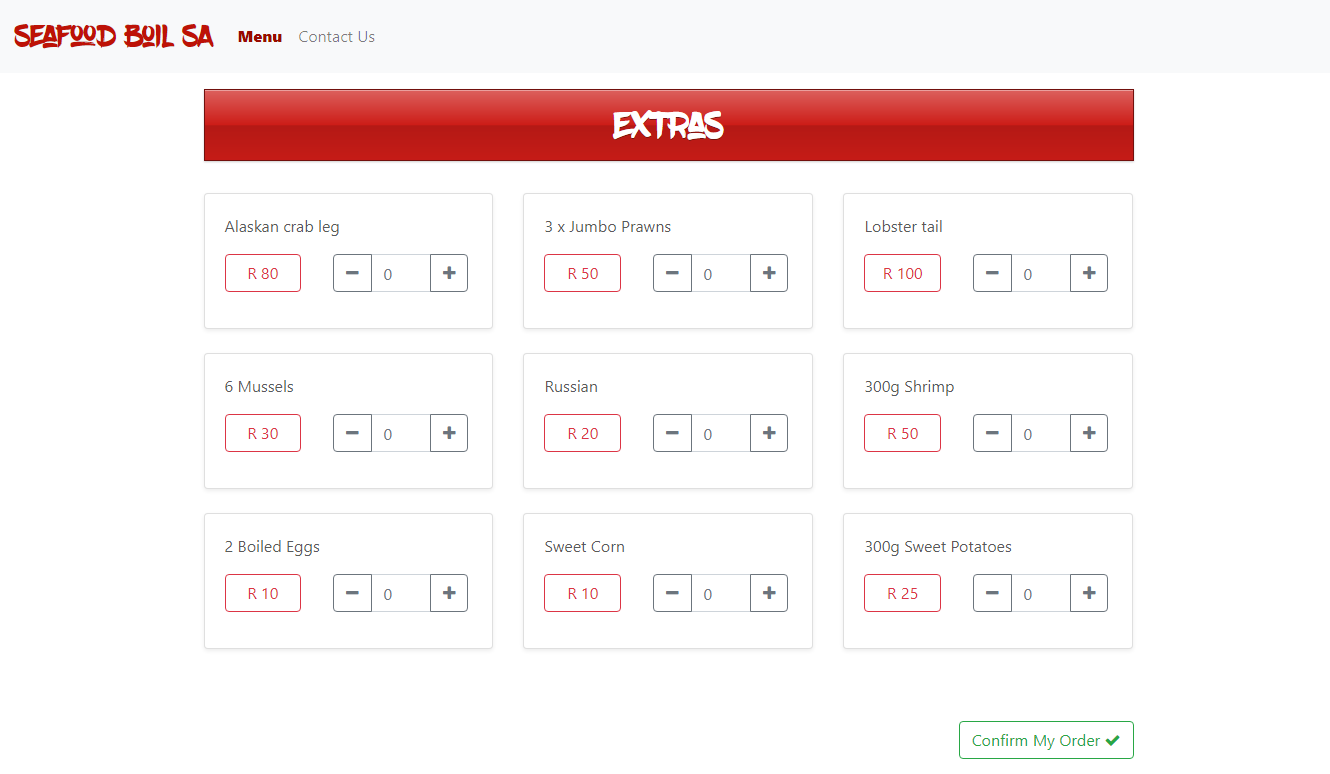 SEAFOOD BOIL SA Menu Contact Us
EXTRAS
Alaskan crab leg
R 80 0
3 x Jumbo Prawns
R 50 0
Lobster tail
R 100 0
6 Mussels
R 30 0
Russian
R 20 0
300g Shrimp
R 50 0
2 Boiled Eggs
R 10 0
Sweet Corn
R 10 0
300g Sweet Potatoes
R 25 0
Confirm My Order